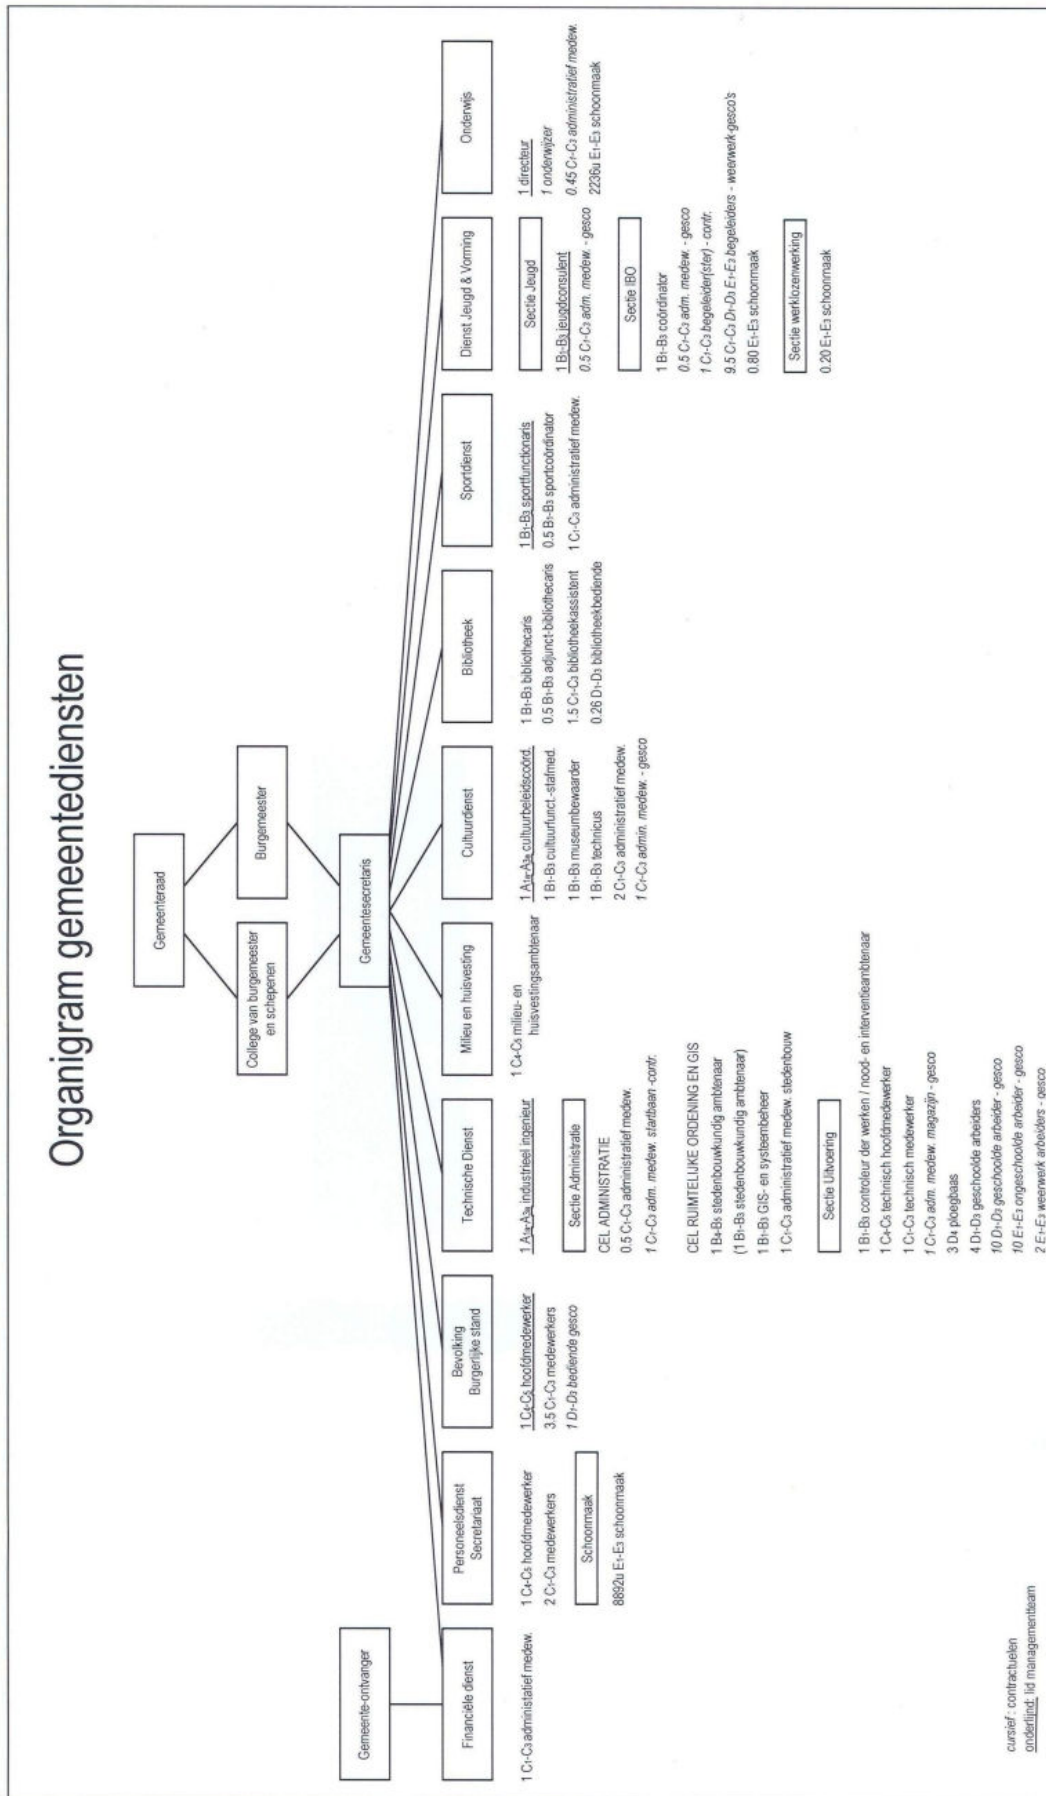 Organigram gemeentediensten
Gemeenteraad
College van burgemeester
en schepenen
Burgemeester
Gemeente-ontvanger
Gemeentesecretaris
Financiële dienst
1 C1-C3 administatief medew.
Personeelsdienst
Secretariaat
1 C4-C5 hoofdmedewerker
2 C1-C3 medewerkers
Schoonmaak
8892u E1-E3 schoonmaak
Bevolking
Burgerlijke stand
1 C4-C5 hoofdmedewerker
3.5 C1-C3 medewerkers
1 D1-D3 bediende gesco
Technische Dienst
1 A1a-A3a industrieel ingenieur
Sectie Administratie
CEL ADMINISTRATIE
0.5 C1-C3 administratief medew.
1 C1-C3 adm. medew. startbaan -contr.
CEL RUIMTELIJKE ORDENING EN GIS
1 B4-B5 stedenbouwkundig ambtenaar
(1 B1-B3 stedenbouwkundig ambtenaar)
1 B1-B3 GIS- en systeembeheer
1 C1-C3 administratief medew. stedenbouw
Sectie Uitvoering
1 B1-B3 controleur der werken / nood- en interventieambtenaar
1 C4-C5 technisch hoofdmedewerker
1 C1-C3 technisch medewerker
1 C1-C3 adm. medew. magazijn - gesco
3 D4 ploegbaas
4 D1-D3 geschoolde arbeiders
10 D1-D3 geschoolde arbeider - gesco
10 E1-E3 ongeschoolde arbeider - gesco
2 E1-E3 weerwerk arbeiders - gesco
Milieu en huisvesting
1 C4-C5 milieu- en
huisvestingsambtenaar
Cultuurdienst
1 A1a-A3a cultuurbeleidscoörd.
1 B1-B3 cultuurfunct.-stafmed.
1 B1-B3 museumbewaarder
1 B1-B3 technicus
2 C1-C3 administratief medew.
1 C1-C3 admin. medew. - gesco
Bibliotheek
1 B1-B3 bibliothecaris
0.5 B1-B3 adjunct-bibliothecaris
1.5 C1-C3 bibliotheekassistent
0.26 D1-D3 bibliotheekbediende
Sportdienst
1 B1-B3 sportfunctionaris
0.5 B1-B3 sportcoördinator
1 C1-C3 administratief medew.
Dienst Jeugd & Vorming
Sectie Jeugd
1 B1-B3 jeugdconsulent
0.5 C1-C3 adm. medew. - gesco
Sectie IBO
1 B1-B3 coördinator
0.5 C1-C3 adm. medew. - gesco
1 C1-C3 begeleider(ster) - contr.
9.5 C1-C3 D1-D3 E1-E3 begeleiders - weerwerk-gesco's
0.80 E1-E3 schoonmaak
Sectie werklozenwerking
0.20 E1-E3 schoonmaak
Onderwijs
1 directeur
1 onderwijzer
0.45 C1-C3 administratief medew.
2236u E1-E3 schoonmaak
cursief : contractuelen
onderlijnd: lid managementteam